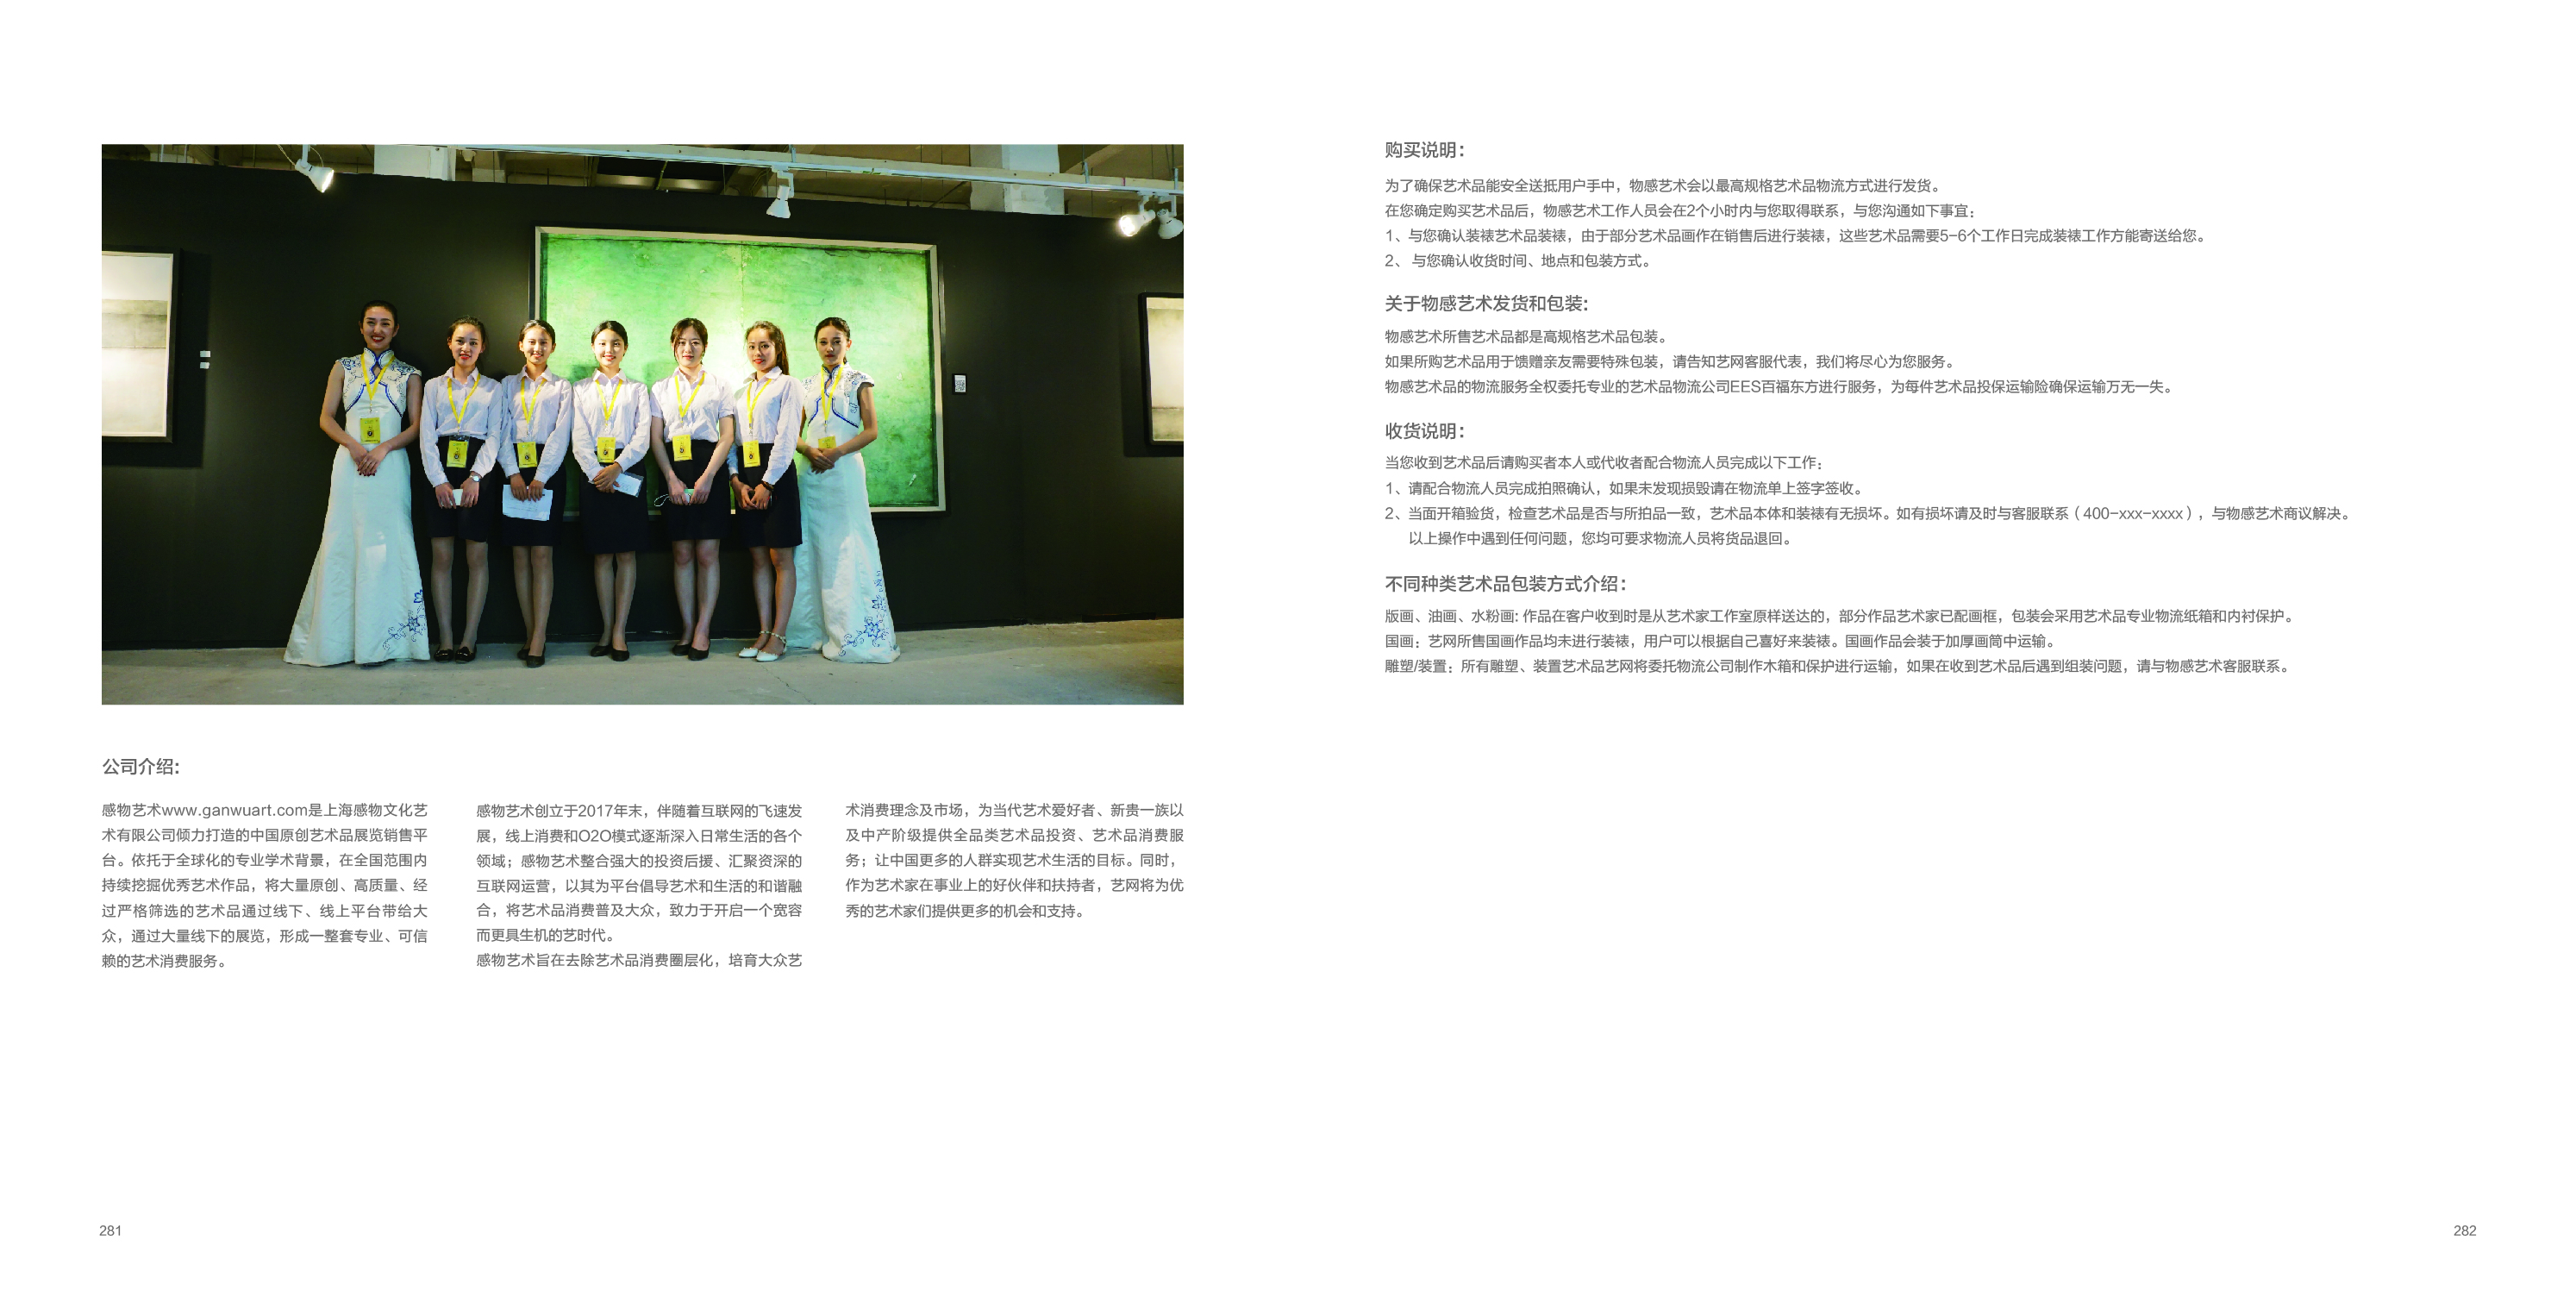 公司介绍:
感物艺术www.ganwuart.com是上海感物文化艺
术有限公司倾力打造的中国原创艺术品展览销售平
台。依托于全球化的专业学术背景，在全国范围内
持续挖掘优秀艺术作品，将大量原创、高质量、经
过严格筛选的艺术品通过线下、线上平台带给大
众，通过大量线下的展览，形成一整套专业、可信
赖的艺术消费服务。
感物艺术创立于2017年末，伴随着互联网的飞速发
展，线上消费和O2O模式逐渐深入日常生活的各个
领域；感物艺术整合强大的投资后援、汇聚资深的
互联网运营，以其为平台倡导艺术和生活的和谐融
合，将艺术品消费普及大众，致力于开启一个宽容
而更具生机的艺时代。
感物艺术旨在去除艺术品消费圈层化，培育大众艺
术消费理念及市场，为当代艺术爱好者、新贵一族以
及中产阶级提供全品类艺术品投资、艺术品消费服
务；让中国更多的人群实现艺术生活的目标。同时，
作为艺术家在事业上的好伙伴和扶持者，艺网将为优
秀的艺术家们提供更多的机会和支持。
281
购买说明：
为了确保艺术品能安全送抵用户手中，物感艺术会以最高规格艺术品物流方式进行发货。
在您确定购买艺术品后，物感艺术工作人员会在2个小时内与您取得联系，与您沟通如下事宜：
1、与您确认装裱艺术品装裱，由于部分艺术品画作在销售后进行装裱，这些艺术品需要5-6个工作日完成装裱工作方能寄送给您。
2、 与您确认收货时间、地点和包装方式。
关于物感艺术发货和包装:
物感艺术所售艺术品都是高规格艺术品包装。
如果所购艺术品用于馈赠亲友需要特殊包装，请告知艺网客服代表，我们将尽心为您服务。
物感艺术品的物流服务全权委托专业的艺术品物流公司EES百福东方进行服务，为每件艺术品投保运输险确保运输万无一失。
收货说明：
当您收到艺术品后请购买者本人或代收者配合物流人员完成以下工作：
1、请配合物流人员完成拍照确认，如果未发现损毁请在物流单上签字签收。
2、当面开箱验货，检查艺术品是否与所拍品一致，艺术品本体和装裱有无损坏。如有损坏请及时与客服联系（400-xxx-xxxx），与物感艺术商议解决。
以上操作中遇到任何问题，您均可要求物流人员将货品退回。
不同种类艺术品包装方式介绍：
版画、油画、水粉画: 作品在客户收到时是从艺术家工作室原样送达的，部分作品艺术家已配画框，包装会采用艺术品专业物流纸箱和内衬保护。
国画：艺网所售国画作品均未进行装裱，用户可以根据自己喜好来装裱。国画作品会装于加厚画筒中运输。
雕塑/装置：所有雕塑、装置艺术品艺网将委托物流公司制作木箱和保护进行运输，如果在收到艺术品后遇到组装问题，请与物感艺术客服联系。
282